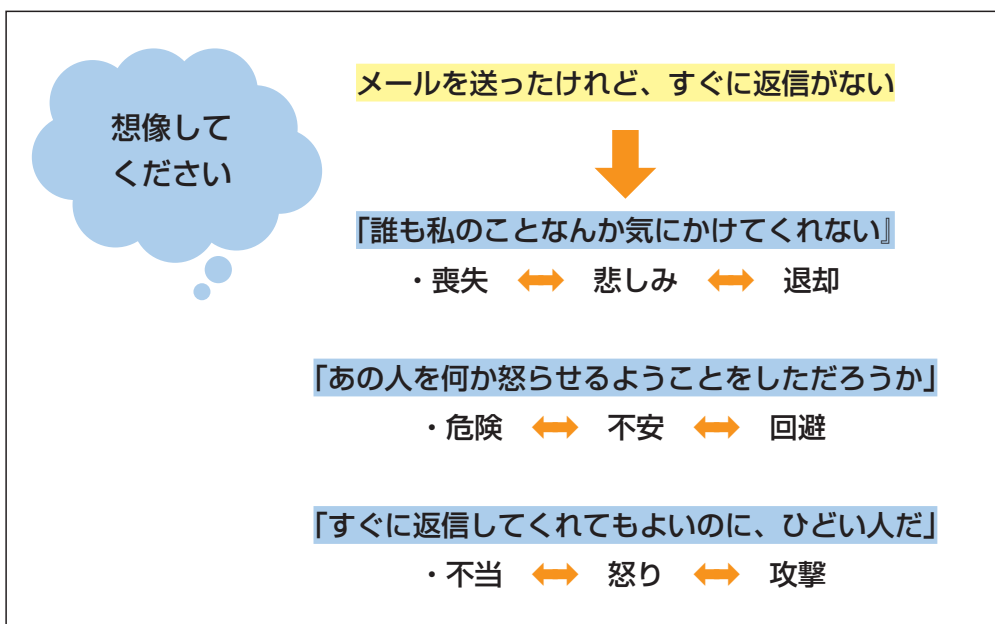 想像して
ください
メールを送ったけれど、すぐに返信がない
「誰も私のことなんか気にかけてくれない』
・喪失 ⟷ 悲しみ ⟷ 退却
「あの人を何か怒らせるようことをしただろうか」
・危険 ⟷ 不安 ⟷ 回避
「すぐに返信してくれてもよいのに、ひどい人だ」
・不当 ⟷ 怒り ⟷ 攻撃